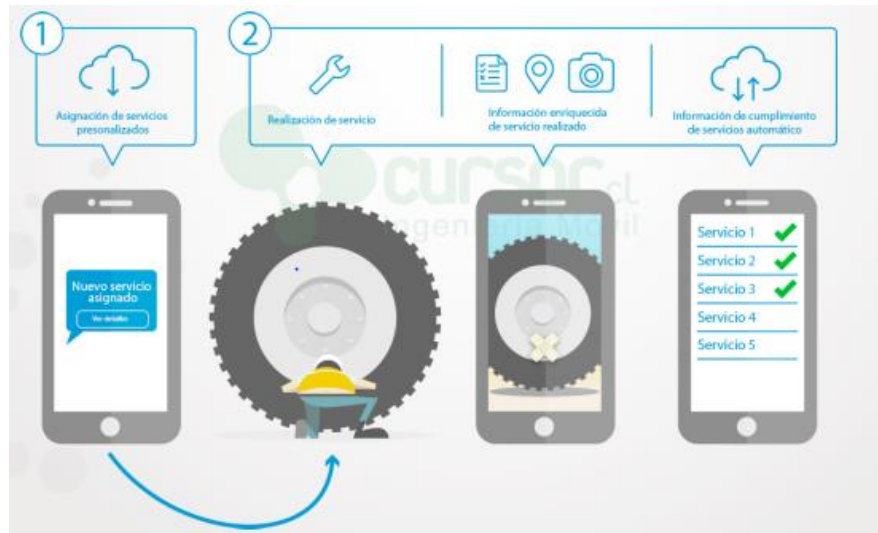 1
Asignación de servicios
presonalizados
2
Realización de servicio
Información enriquecida
de servicio realizado
Información de cumplimiento
de servicios automático
cursor.cl
Ingeniería Móvil
Nuevo servicio
asignado
Ver detalles
Servicio 1
Servicio 2
Servicio 3
Servicio 4
Servicio 5